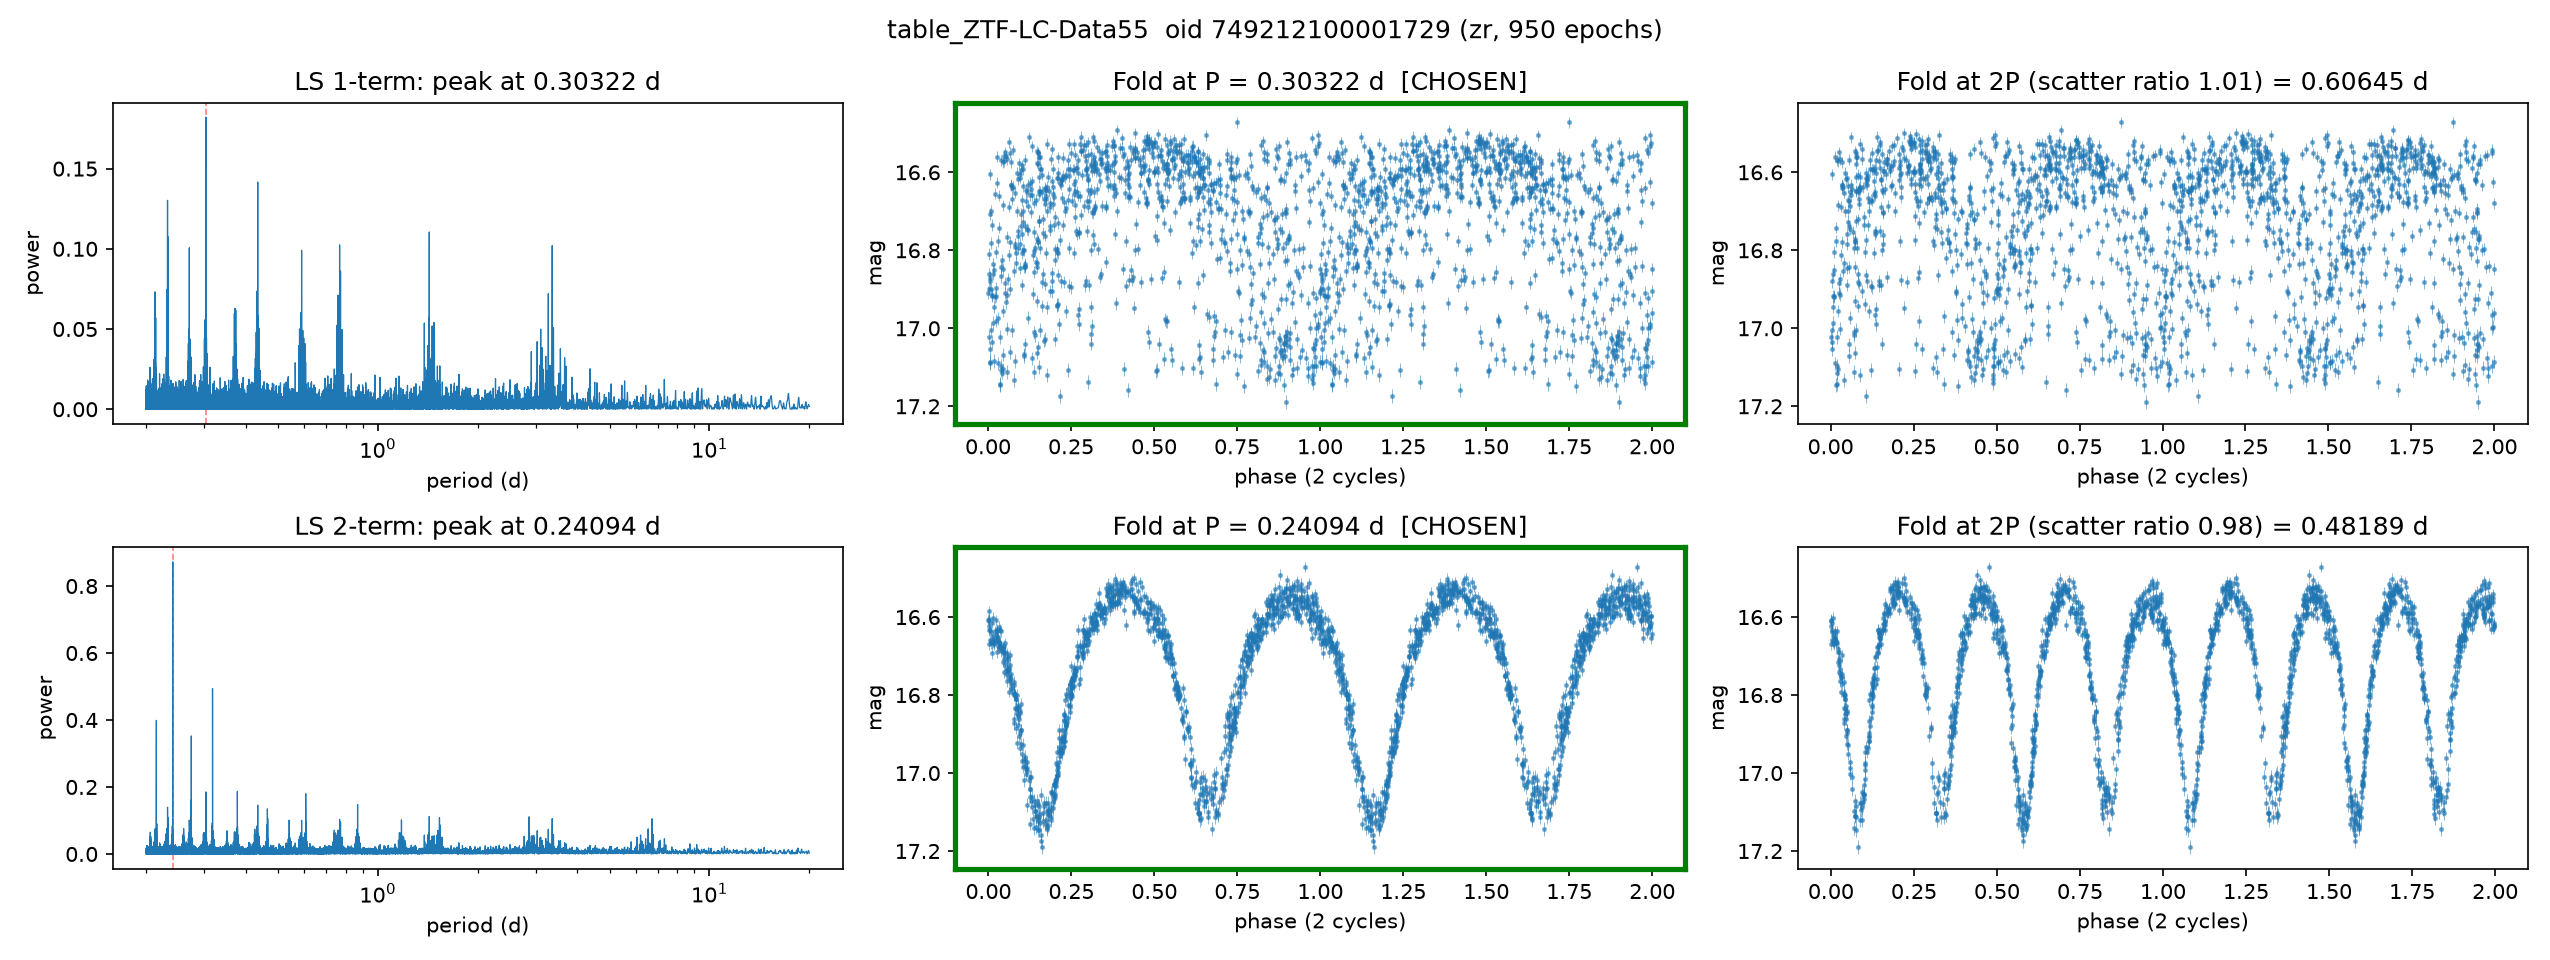 table_ZTF-LC-Data55  oid 749212100001729 (zr, 950 epochs)
LS 1-term: peak at 0.30322 d
power
0.15
0.10
0.05
0.00
10⁰
10¹
period (d)
Fold at P = 0.30322 d  [CHOSEN]
mag
16.6
16.8
17.0
17.2
0.00 0.25 0.50 0.75 1.00 1.25 1.50 1.75 2.00
phase (2 cycles)
Fold at 2P (scatter ratio 1.01) = 0.60645 d
mag
16.6
16.8
17.0
17.2
0.00 0.25 0.50 0.75 1.00 1.25 1.50 1.75 2.00
phase (2 cycles)
LS 2-term: peak at 0.24094 d
power
0.8
0.6
0.4
0.2
0.0
10⁰
10¹
period (d)
Fold at P = 0.24094 d  [CHOSEN]
mag
16.6
16.8
17.0
17.2
0.00 0.25 0.50 0.75 1.00 1.25 1.50 1.75 2.00
phase (2 cycles)
Fold at 2P (scatter ratio 0.98) = 0.48189 d
mag
16.6
16.8
17.0
17.2
0.00 0.25 0.50 0.75 1.00 1.25 1.50 1.75 2.00
phase (2 cycles)